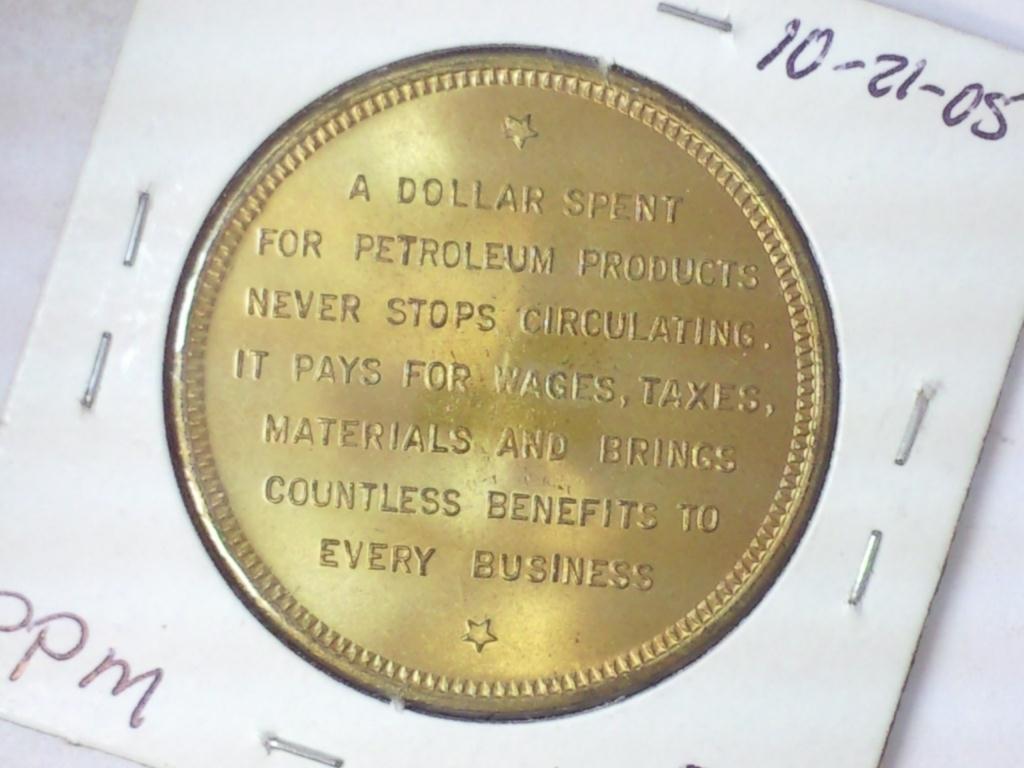 10-21-05
A DOLLAR SPENT
FOR PETROLEUM PRODUCTS
NEVER STOPS CIRCULATING.
IT PAYS FOR WAGES, TAXES,
MATERIALS AND BRINGS
COUNTLESS BENEFITS TO
EVERY BUSINESS